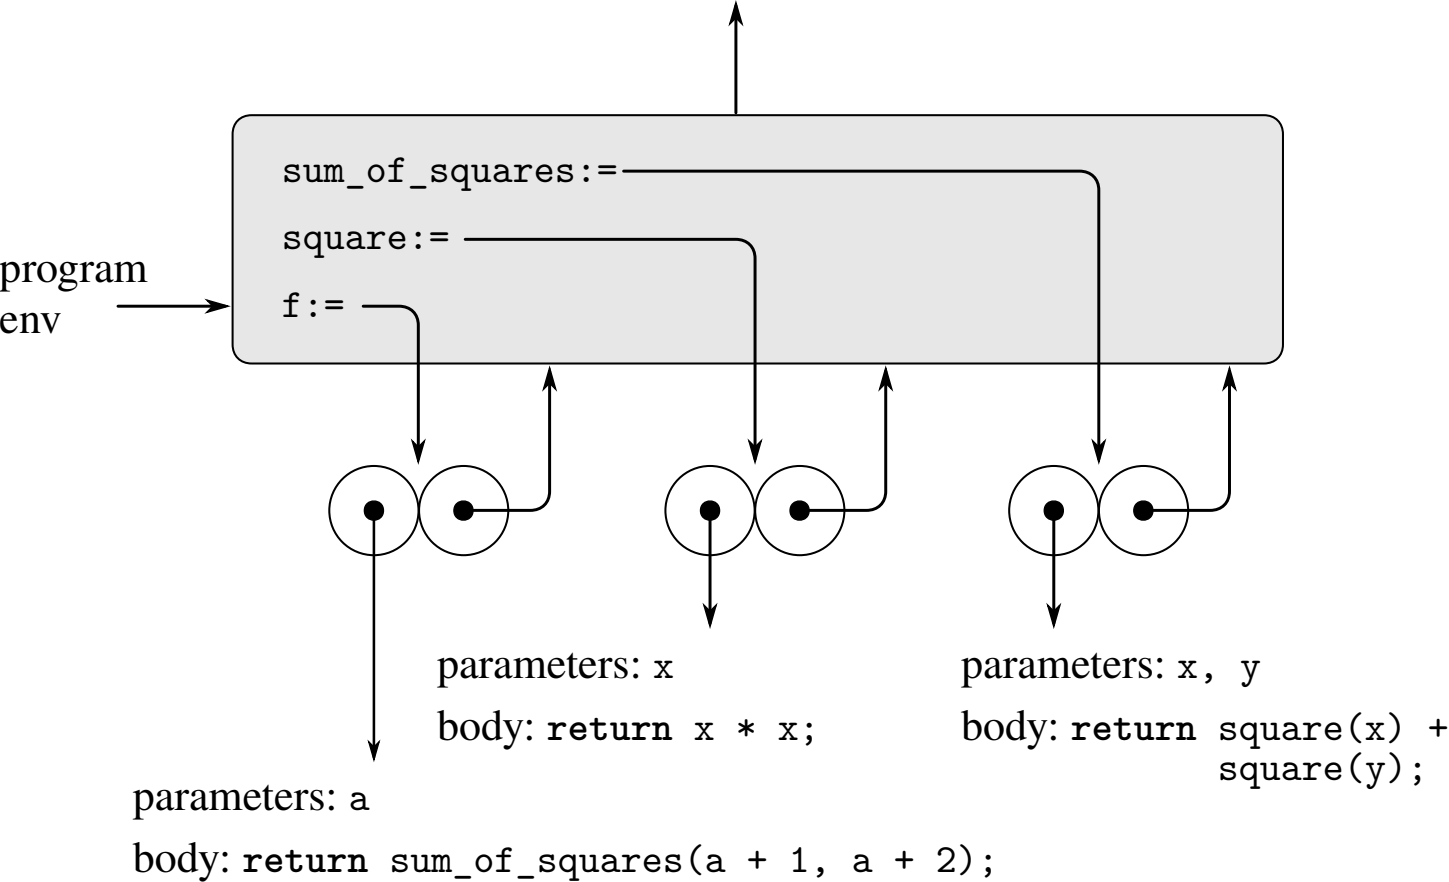 sum_of_squares:=
square:=
f:=
program
env
parameters: x
body: return x * x;
parameters: x, y
body: return square(x) +
square(y);
parameters: a
body: return sum_of_squares(a + 1, a + 2);